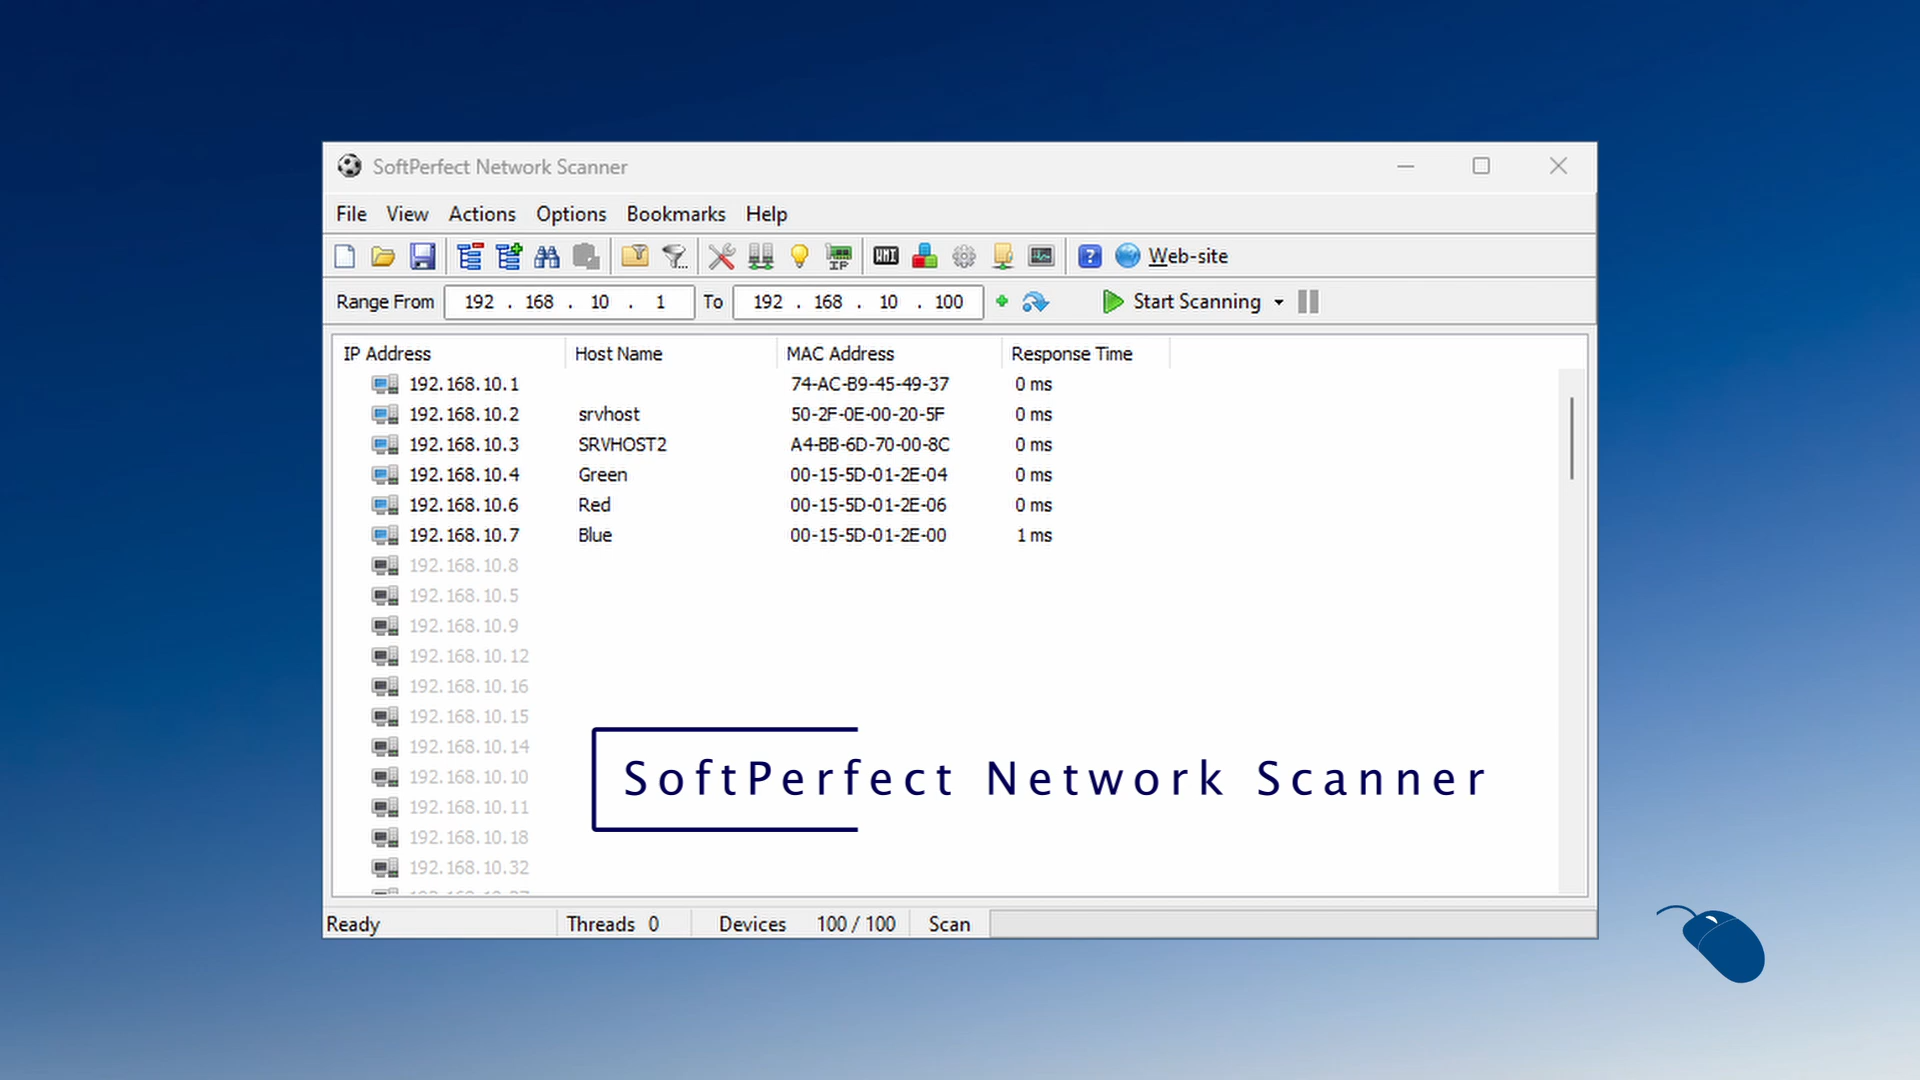 SoftPerfect Network Scanner
File View Actions Options Bookmarks Help
WMI IP ? Web-site
Range From 192 . 168 . 10 . 1 To 192 . 168 . 10 . 100 Start Scanning
IP Address Host Name MAC Address Response Time
192.168.10.1 74-AC-B9-45-49-37 0 ms
192.168.10.2 srvhost 50-2F-0E-00-20-5F 0 ms
192.168.10.3 SRVHOST2 A4-BB-6D-70-00-8C 0 ms
192.168.10.4 Green 00-15-5D-01-2E-04 0 ms
192.168.10.6 Red 00-15-5D-01-2E-06 0 ms
192.168.10.7 Blue 00-15-5D-01-2E-00 1 ms
192.168.10.8
192.168.10.5
192.168.10.9
192.168.10.12
192.168.10.16
192.168.10.15
192.168.10.14
192.168.10.10
192.168.10.11
192.168.10.18
192.168.10.32
SoftPerfect Network Scanner
Ready Threads 0 Devices 100 / 100 Scan